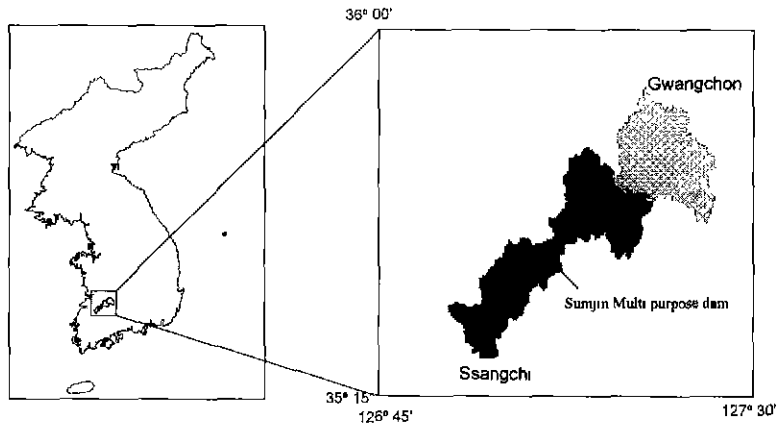 36° 00'
Gwangchon
Sumjin Multi purpose dam
Ssangchi
35° 15'
126° 45'
127° 30'